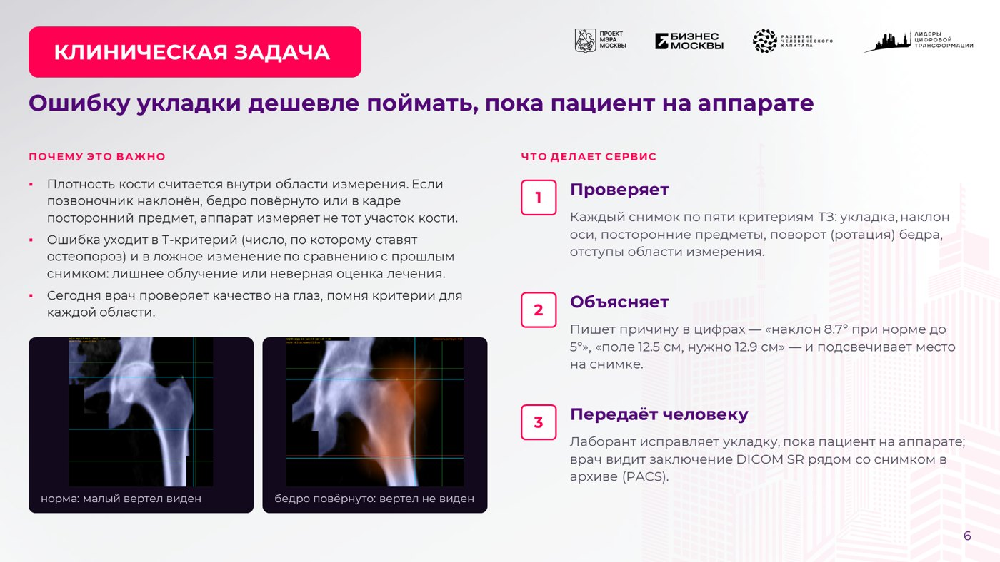 КЛИНИЧЕСКАЯ ЗАДАЧА
ПРОЕКТ
МЭРА
МОСКВЫ
БИЗНЕС
МОСКВЫ
РАЗВИТИЕ
ЧЕЛОВЕЧЕСКОГО
КАПИТАЛА
ЛИДЕРЫ
ЦИФРОВОЙ
ТРАНСФОРМАЦИИ
Ошибку укладки дешевле поймать, пока пациент на аппарате
ПОЧЕМУ ЭТО ВАЖНО
▪ Плотность кости считается внутри области измерения. Если
позвоночник наклонён, бедро повёрнуто или в кадре
посторонний предмет, аппарат измеряет не тот участок кости.
▪ Ошибка уходит в Т-критерий (число, по которому ставят
остеопороз) и в ложное изменение по сравнению с прошлым
снимком: лишнее облучение или неверная оценка лечения.
▪ Сегодня врач проверяет качество на глаз, помня критерии для
каждой области.
норма: малый вертел виден
бедро повёрнуто: вертел не виден
ЧТО ДЕЛАЕТ СЕРВИС
1
Проверяет
Каждый снимок по пяти критериям ТЗ: укладка, наклон
оси, посторонние предметы, поворот (ротация) бедра,
отступы области измерения.
2
Объясняет
Пишет причину в цифрах — «наклон 8.7° при норме до
5°», «поле 12.5 см, нужно 12.9 см» — и подсвечивает место
на снимке.
3
Передаёт человеку
Лаборант исправляет укладку, пока пациент на аппарате;
врач видит заключение DICOM SR рядом со снимком в
архиве (PACS).
6